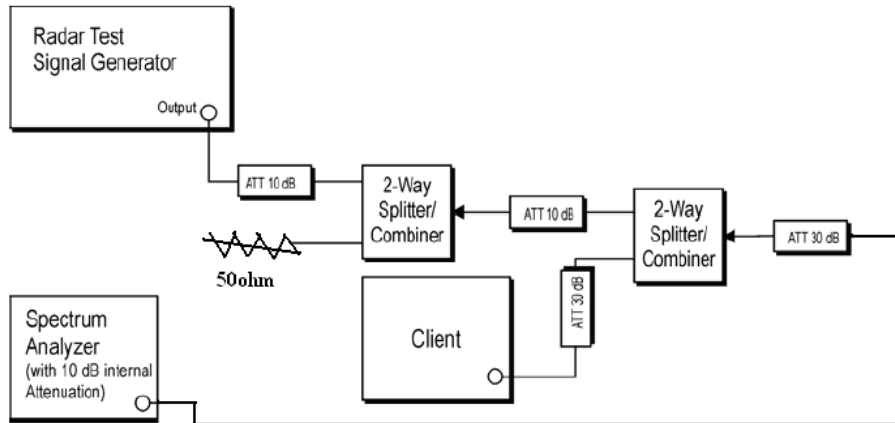 Radar Test
Signal Generator
Output
ATT 10 dB
2-Way
Splitter/
Combiner
ATT 10 dB
2-Way
Splitter/
Combiner
ATT 30 dB
50ohm
ATT 30 dB
Client
Spectrum
Analyzer
(with 10 dB internal
Attenuation)